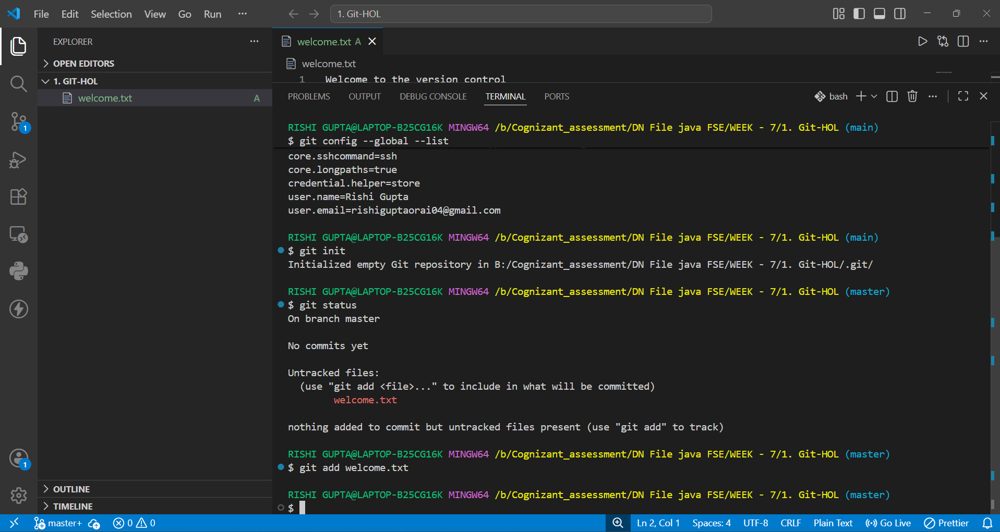 File Edit Selection View Go Run ···
1. Git-HOL
EXPLORER
welcome.txt A
OPEN EDITORS
welcome.txt
1. GIT-HOL
1 Welcome to the version control
welcome.txt A
PROBLEMS OUTPUT DEBUG CONSOLE TERMINAL PORTS
bash
RISHI GUPTA@LAPTOP-B25CG16K MINGW64 /b/Cognizant_assessment/DN File java FSE/WEEK - 7/1. Git-HOL (main)
$ git config --global --list
core.sshcommand=ssh
core.longpaths=true
credential.helper=store
user.name=Rishi Gupta
user.email=rishiguptaorai04@gmail.com
RISHI GUPTA@LAPTOP-B25CG16K MINGW64 /b/Cognizant_assessment/DN File java FSE/WEEK - 7/1. Git-HOL (main)
$ git init
Initialized empty Git repository in B:/Cognizant_assessment/DN File java FSE/WEEK - 7/1. Git-HOL/.git/
RISHI GUPTA@LAPTOP-B25CG16K MINGW64 /b/Cognizant_assessment/DN File java FSE/WEEK - 7/1. Git-HOL (master)
$ git status
On branch master
No commits yet
Untracked files:
(use "git add <file>..." to include in what will be committed)
welcome.txt
nothing added to commit but untracked files present (use "git add" to track)
RISHI GUPTA@LAPTOP-B25CG16K MINGW64 /b/Cognizant_assessment/DN File java FSE/WEEK - 7/1. Git-HOL (master)
$ git add welcome.txt
RISHI GUPTA@LAPTOP-B25CG16K MINGW64 /b/Cognizant_assessment/DN File java FSE/WEEK - 7/1. Git-HOL (master)
$
1
1
OUTLINE
TIMELINE
master+ 0 0 Ln 2, Col 1 Spaces: 4 UTF-8 CRLF Plain Text Go Live Prettier